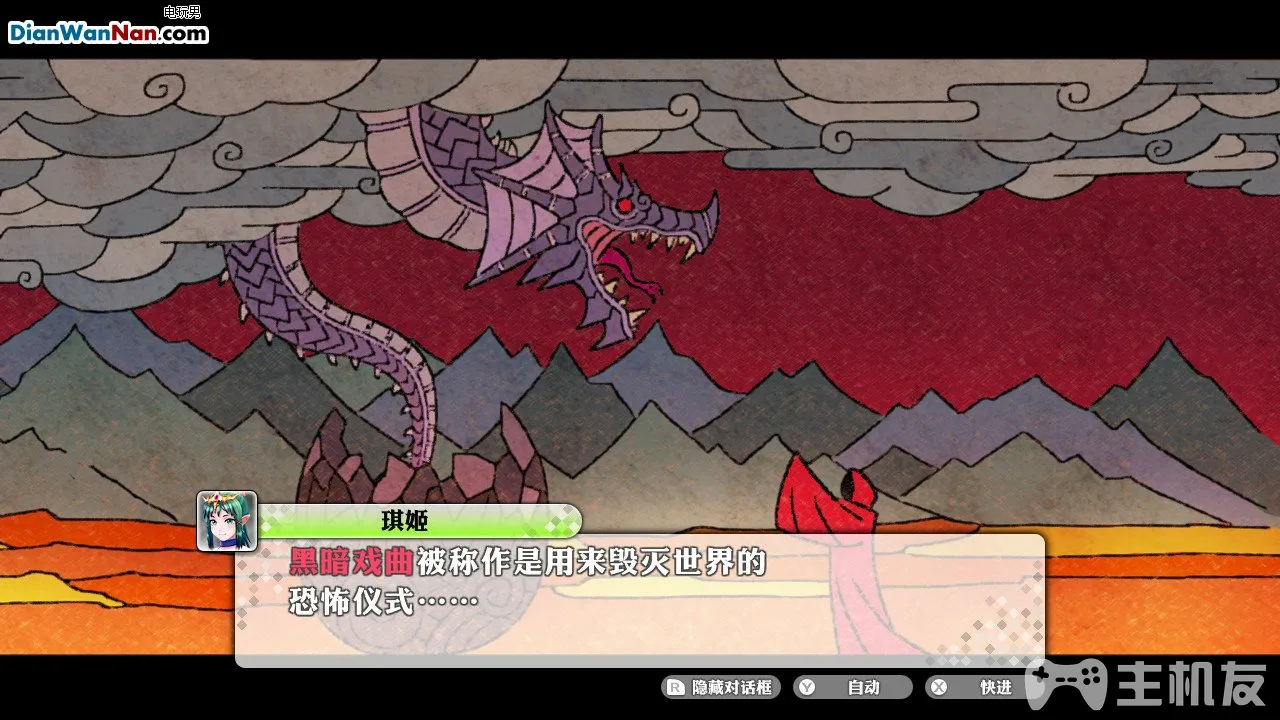 电玩男
DianWanNan.com
琪姬
黑暗戏曲被称作是用来毁灭世界的
恐怖仪式……
R 隐藏对话框 Y 自动 X 快进
主机友